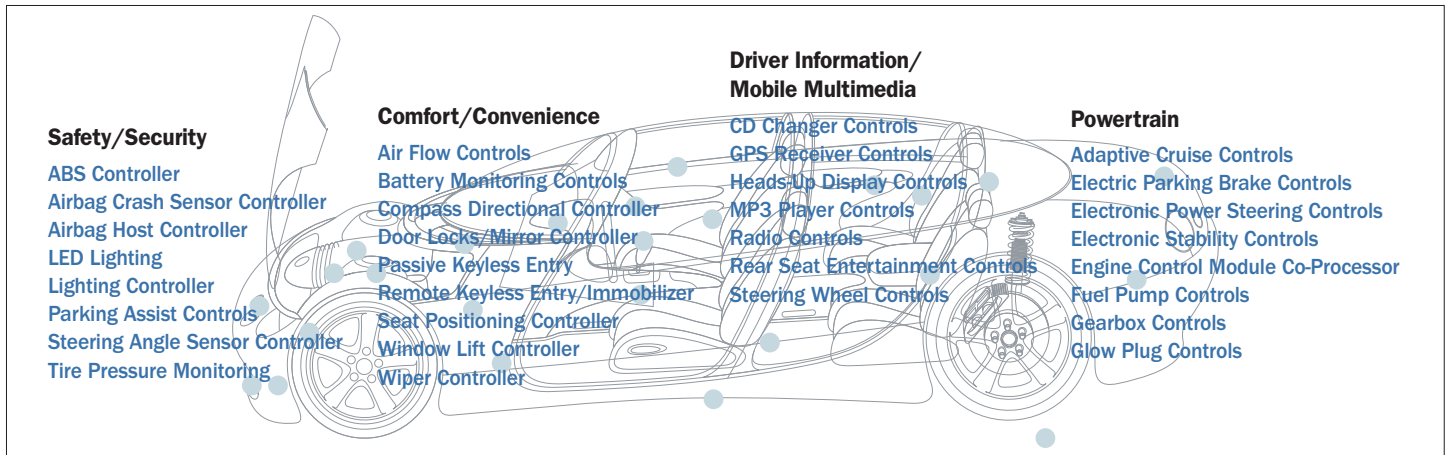 Safety/Security
ABS Controller
Airbag Crash Sensor Controller
Airbag Host Controller
LED Lighting
Lighting Controller
Parking Assist Controls
Steering Angle Sensor Controller
Tire Pressure Monitoring
Comfort/Convenience
Air Flow Controls
Battery Monitoring Controls
Compass Directional Controller
Door Locks/Mirror Controller
Passive Keyless Entry
Remote Keyless Entry/Immobilizer
Seat Positioning Controller
Window Lift Controller
Wiper Controller
Driver Information/
Mobile Multimedia
CD Changer Controls
GPS Receiver Controls
Heads-Up Display Controls
MP3 Player Controls
Radio Controls
Rear Seat Entertainment Controls
Steering Wheel Controls
Powertrain
Adaptive Cruise Controls
Electric Parking Brake Controls
Electronic Power Steering Controls
Electronic Stability Controls
Engine Control Module Co-Processor
Fuel Pump Controls
Gearbox Controls
Glow Plug Controls